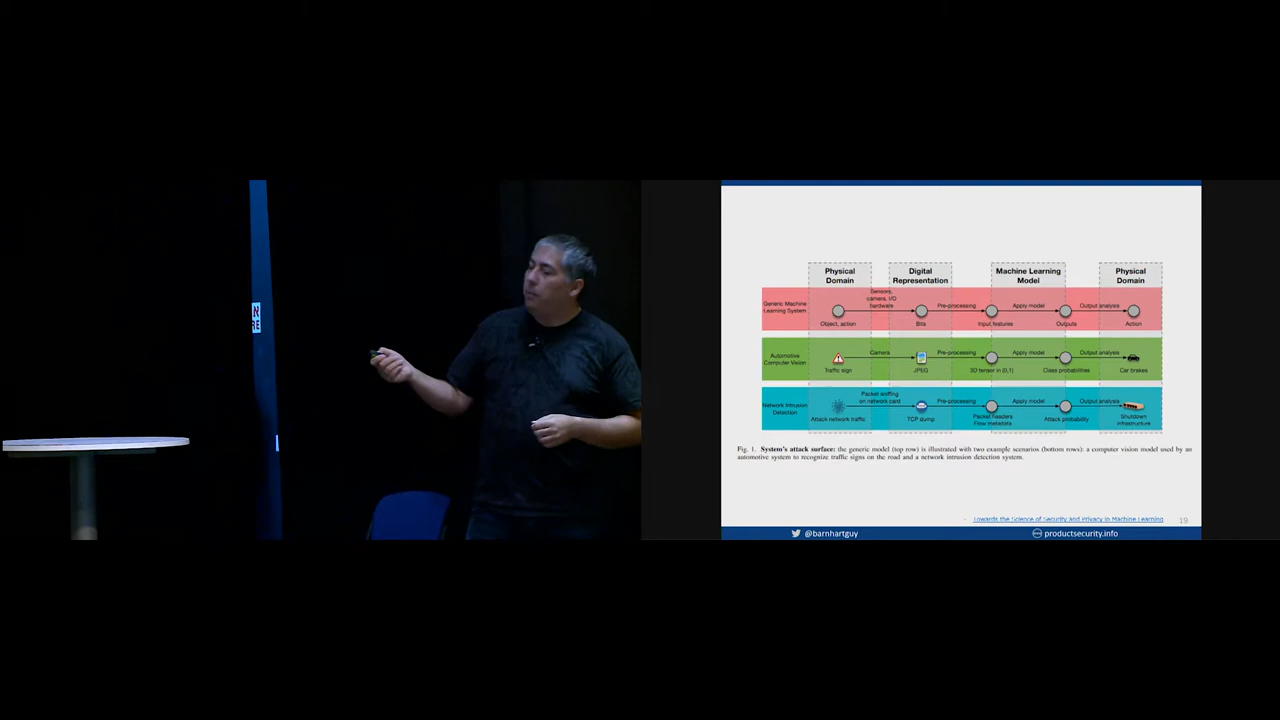 Physical
Domain
Digital
Representation
Machine Learning
Model
Physical
Domain
Generic Machine
Learning System
Sensors,
camera, I/O
hardware
Pre-processing
Apply model
Output analysis
Object, action
Bits
Input features
Outputs
Action
Automotive
Computer Vision
Camera
Pre-processing
Apply model
Output analysis
Traffic sign
JPEG
3D tensor in [0,1]
Class probabilities
Car brakes
Network Intrusion
Detection
Packet sniffing
on network card
Pre-processing
Apply model
Output analysis
Attack network traffic
TCP dump
Packet headers
Flow metadata
Attack probability
Shutdown
infrastructure
Fig. 1. System's attack surface: the generic model (top row) is illustrated with two example scenarios (bottom rows): a computer vision model used by an
automotive system to recognize traffic signs on the road and a network intrusion detection system.
- Towards the Science of Security and Privacy in Machine Learning
19
@barnhartguy
productsecurity.info